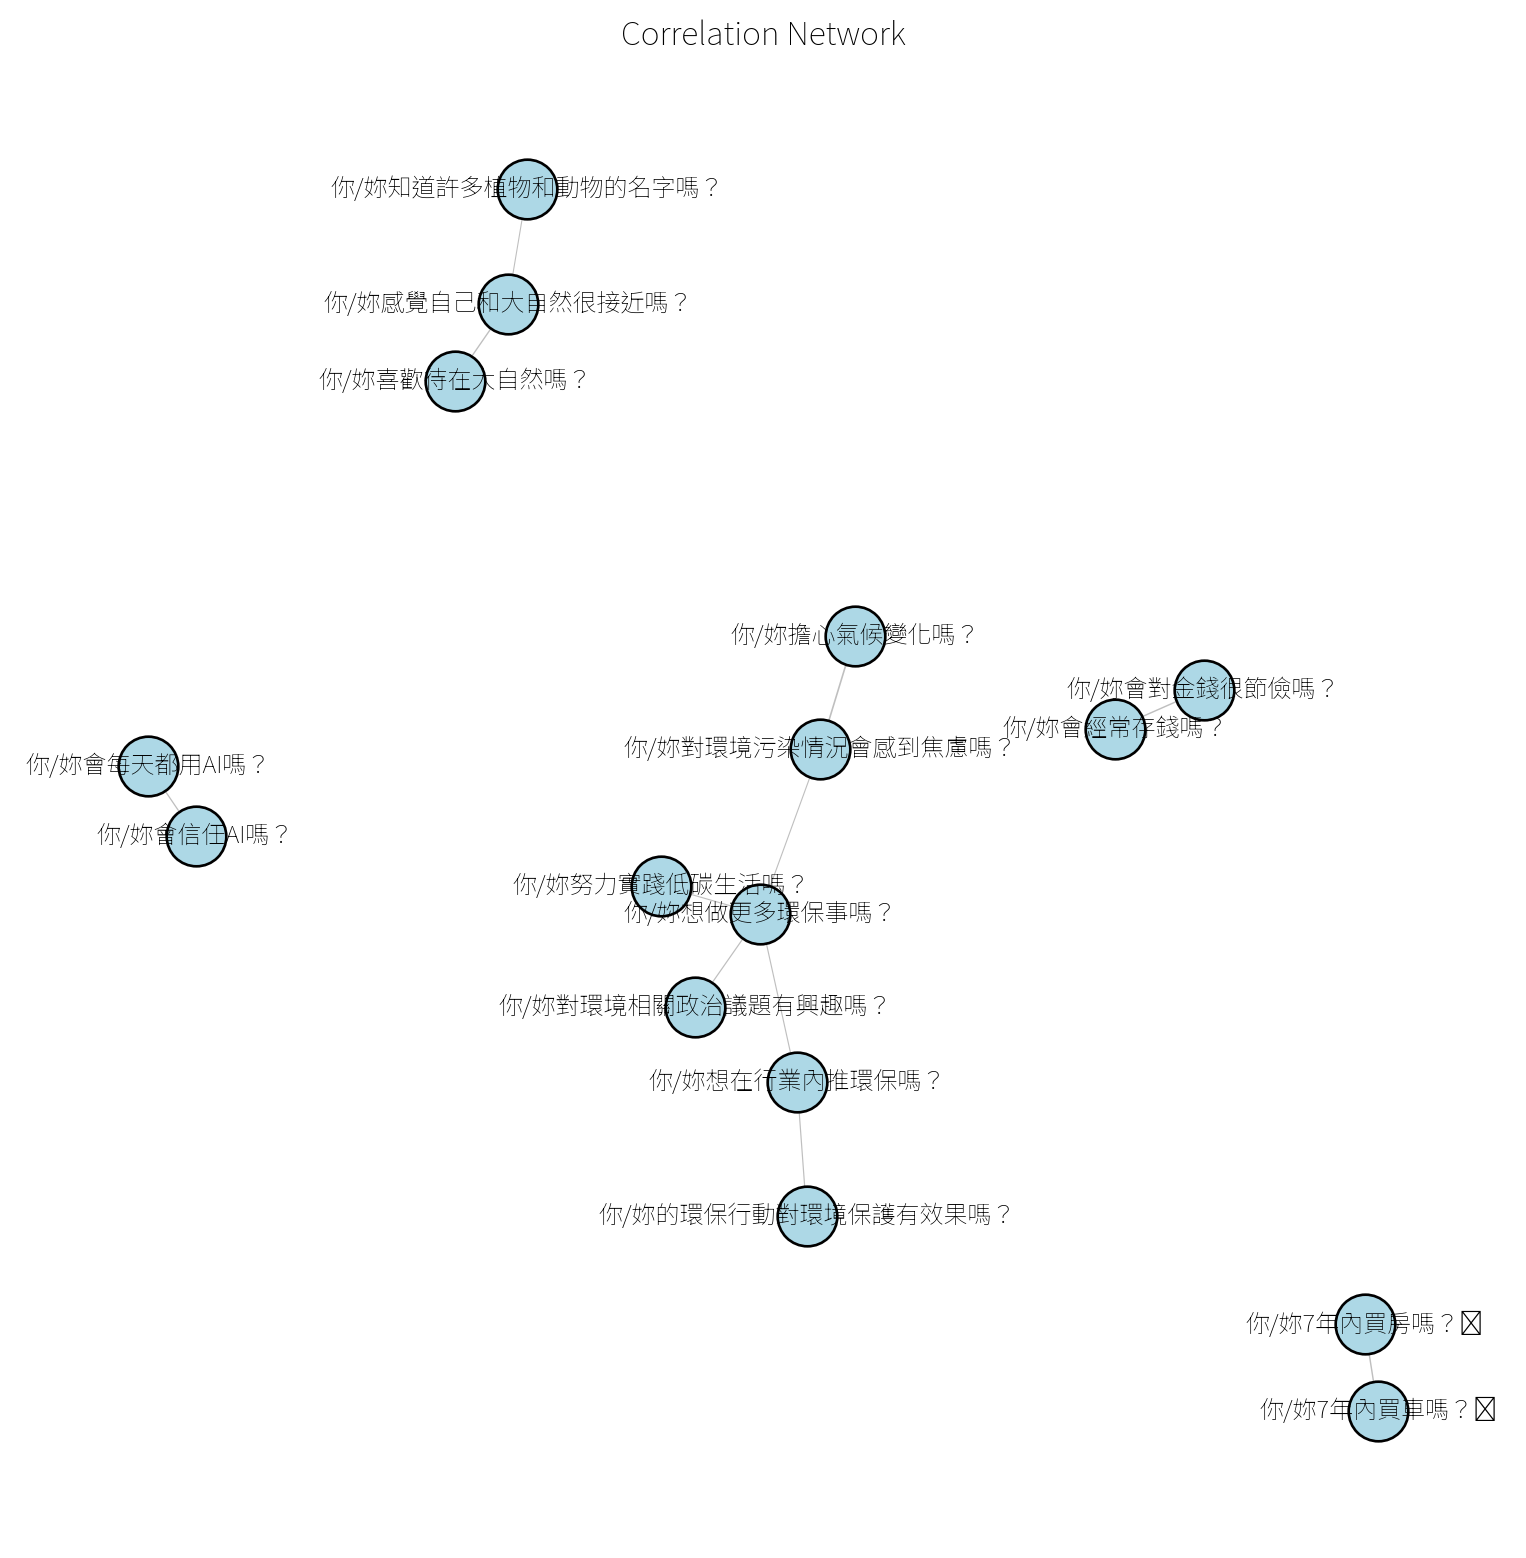 Correlation Network
你/妳知道許多植物和動物的名字嗎？
你/妳感覺自己和大自然很接近嗎？
你/妳喜歡待在大自然嗎？
你/妳擔心氣候變化嗎？
你/妳會對金錢很節儉嗎？
你/妳會經常存錢嗎？
你/妳對環境污染情況會感到焦慮嗎？
你/妳會每天都用AI嗎？
你/妳會信任AI嗎？
你/妳努力實踐低碳生活嗎？
你/妳想做更多環保事嗎？
你/妳對環境相關政治議題有興趣嗎？
你/妳想在行業內推環保嗎？
你/妳的環保行動對環境保護有效果嗎？
你/妳7年內買房嗎？
你/妳7年內買車嗎？